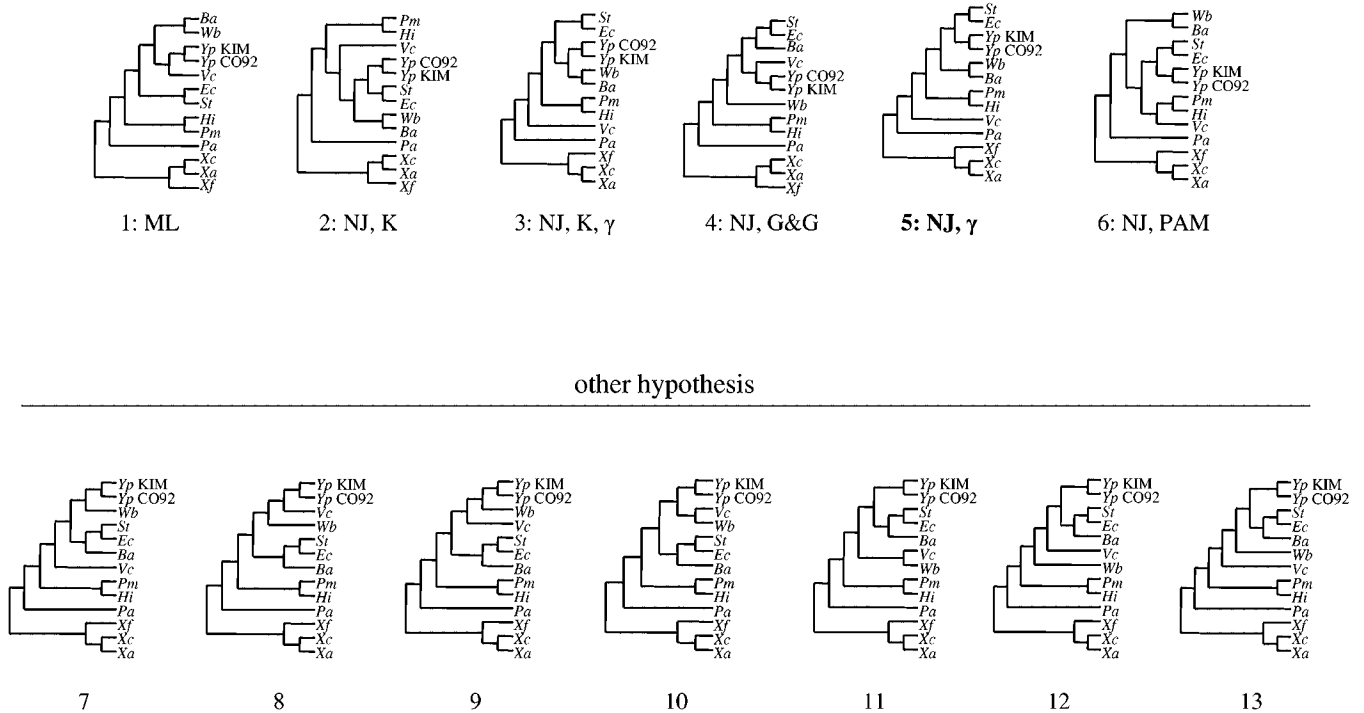 Ba
Wb
Yp KIM
Yp CO92
Vc
Ec
St
Hi
Pm
Pa
Xc
Xa
Xf
1: ML
Pm
Hi
Vc
Yp CO92
Yp KIM
St
Ec
Wb
Ba
Pa
Xc
Xa
Xf
2: NJ, K
St
Ec
Yp CO92
Yp KIM
Wb
Ba
Pm
Hi
Vc
Pa
Xf
Xc
Xa
3: NJ, K, γ
St
Ec
Ba
Vc
Yp CO92
Yp KIM
Wb
Pm
Hi
Pa
Xc
Xa
Xf
4: NJ, G&G
St
Ec
Yp KIM
Yp CO92
Wb
Ba
Pm
Hi
Vc
Pa
Xf
Xc
Xa
5: NJ, γ
Wb
Ba
St
Ec
Yp KIM
Yp CO92
Pm
Hi
Vc
Pa
Xf
Xc
Xa
6: NJ, PAM
other hypothesis
Yp KIM
Yp CO92
Wb
St
Ec
Ba
Vc
Pm
Hi
Pa
Xf
Xc
Xa
7
Yp KIM
Yp CO92
Vc
Wb
St
Ec
Ba
Pm
Hi
Pa
Xf
Xc
Xa
8
Yp KIM
Yp CO92
Wb
Vc
St
Ec
Ba
Pm
Hi
Pa
Xf
Xc
Xa
9
Yp KIM
Yp CO92
Vc
Wb
St
Ec
Ba
Pm
Hi
Pa
Xf
Xc
Xa
10
Yp KIM
Yp CO92
St
Ec
Ba
Vc
Wb
Pm
Hi
Pa
Xf
Xc
Xa
11
Yp KIM
Yp CO92
St
Ec
Ba
Vc
Wb
Pm
Hi
Pa
Xf
Xc
Xa
12
Yp KIM
Yp CO92
St
Ec
Ba
Wb
Vc
Pm
Hi
Pa
Xf
Xc
Xa
13